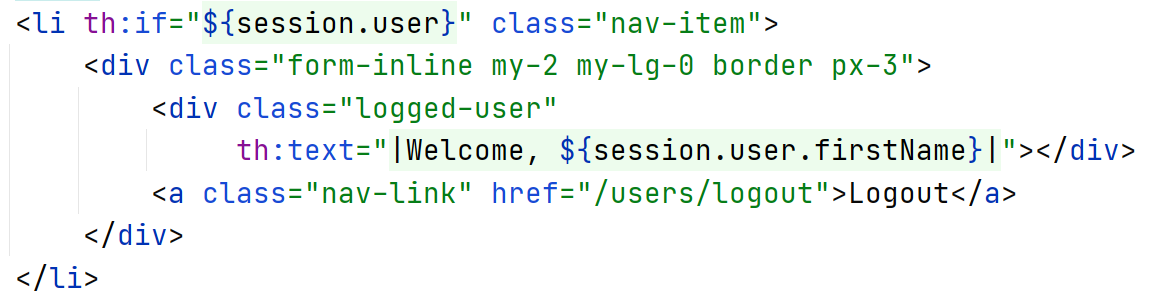 <li th:if="${session.user}" class="nav-item">
    <div class="form-inline my-2 my-lg-0 border px-3">
        <div class="logged-user"
             th:text="|Welcome, ${session.user.firstName}|"></div>
        <a class="nav-link" href="/users/logout">Logout</a>
    </div>
</li>